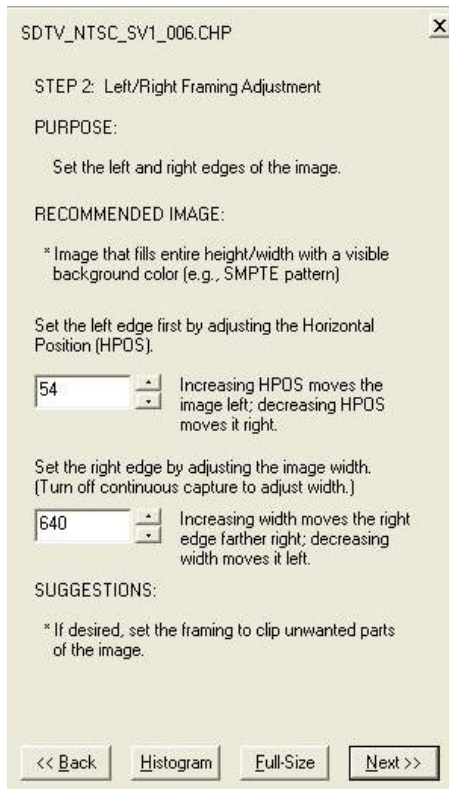 SDTV_NTSC_SV1_006.CHP
X
STEP 2: Left/Right Framing Adjustment
PURPOSE:
Set the left and right edges of the image.
RECOMMENDED IMAGE:
* Image that fills entire height/width with a visible
background color (e.g., SMPTE pattern)
Set the left edge first by adjusting the Horizontal
Position (HPOS).
54
Increasing HPOS moves the
image left; decreasing HPOS
moves it right.
Set the right edge by adjusting the image width.
(Turn off continuous capture to adjust width.)
640
Increasing width moves the right
edge farther right; decreasing
width moves it left.
SUGGESTIONS:
* If desired, set the framing to clip unwanted parts
of the image.
<< Back
Histogram
Full-Size
Next >>